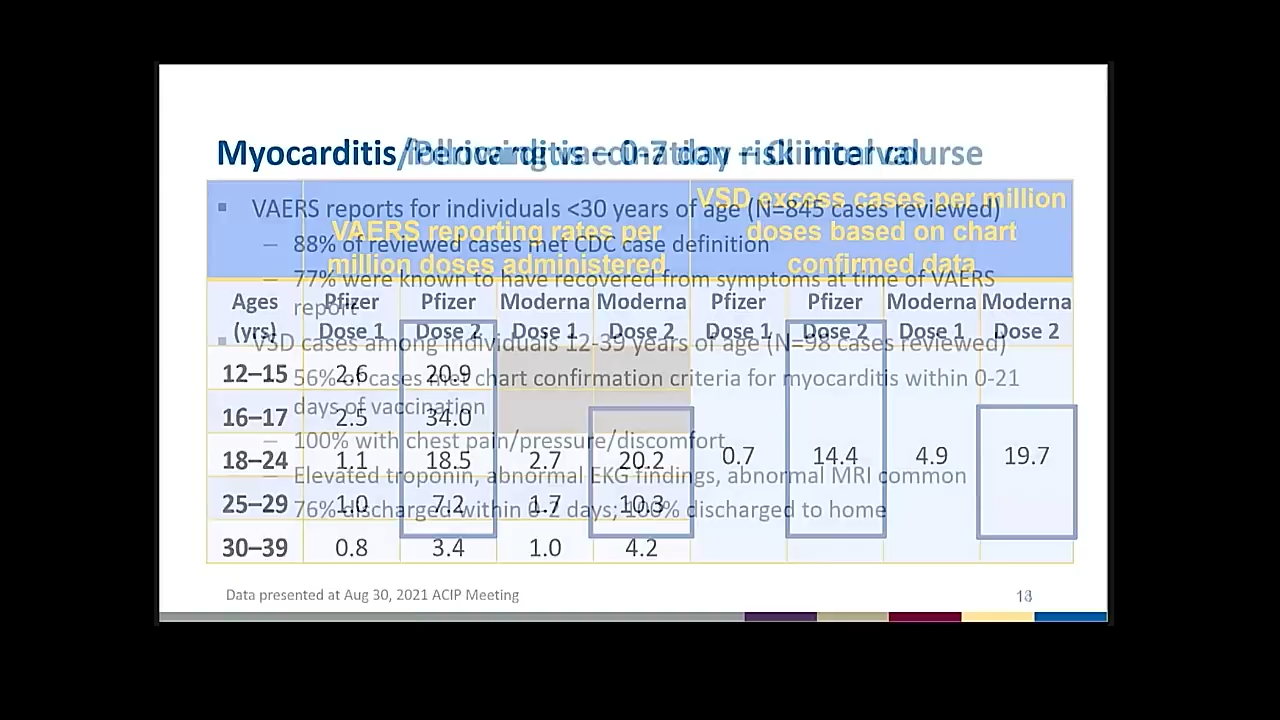 Myocarditis/Pericarditis – 0-7 day risk interval
VAERS reporting rates per million doses administered
VSD excess cases per million doses based on chart confirmed data
Ages (yrs) Pfizer Dose 1 Pfizer Dose 2 Moderna Dose 1 Moderna Dose 2 Pfizer Dose 1 Pfizer Dose 2 Moderna Dose 1 Moderna Dose 2
12–15 2.6 20.9
16–17 2.5 34.0
18–24 1.1 18.5 2.7 20.2 0.7 14.4 4.9 19.7
25–29 1.0 7.2 1.7 10.3
30–39 0.8 3.4 1.0 4.2
following vaccination – Clinical course
▪ VAERS reports for individuals <30 years of age (N=845 cases reviewed)
– 88% of reviewed cases met CDC case definition
– 77% were known to have recovered from symptoms at time of VAERS
report
▪ VSD cases among individuals 12-39 years of age (N=98 cases reviewed)
– 56% of cases met chart confirmation criteria for myocarditis within 0-21
days of vaccination
– 100% with chest pain/pressure/discomfort
– Elevated troponin, abnormal EKG findings, abnormal MRI common
– 76% discharged within 0-2 days; 100% discharged to home
Data presented at Aug 30, 2021 ACIP Meeting